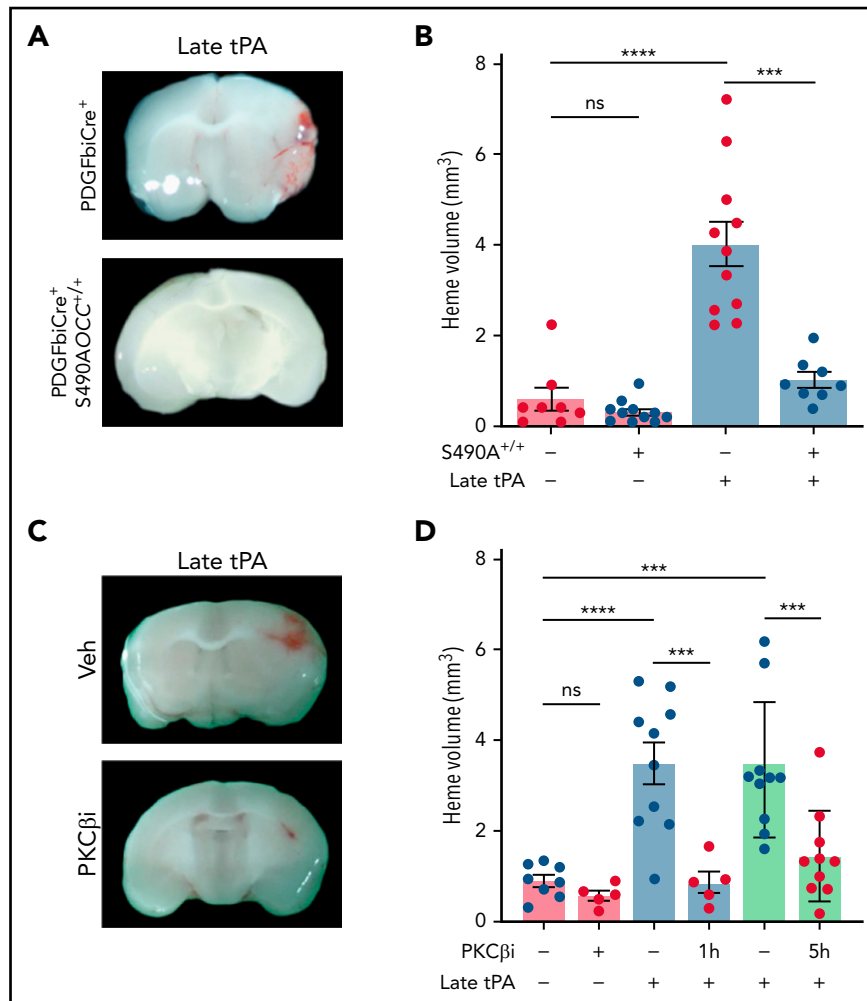 A
Late tPA
PDGFbiCre+
PDGFbiCre+
S490AOCC+/+
B
****
***
ns
Heme volume (mm3)
8
6
4
2
0
S490A+/+ − + − +
Late tPA − − + +
C
Late tPA
Veh
PKCβi
D
***
****
***
***
ns
Heme volume (mm3)
8
6
4
2
0
PKCβi − + − 1h − 5h
Late tPA − − + + + +